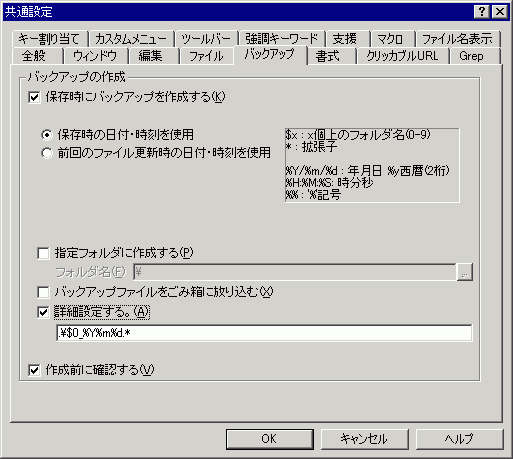 共通設定
キー割り当て カスタムメニュー ツールバー 強調キーワード 支援 マクロ ファイル名表示
全般 ウィンドウ 編集 ファイル バックアップ 書式 クリッカブルURL Grep
バックアップの作成
保存時にバックアップを作成する(K)
保存時の日付・時刻を使用
前回のファイル更新時の日付・時刻を使用
$x : x個上のフォルダ名(0-9)
* : 拡張子
%Y/%m/%d : 年月日 %y西暦(2桁)
%H:%M:%S: 時分秒
%% : '%'記号
指定フォルダに作成する(P)
フォルダ名(F) ¥ ...
バックアップファイルをごみ箱に放り込む(X)
詳細設定する。(A)
.¥$0_%Y%m%d.*
作成前に確認する(V)
OK キャンセル ヘルプ